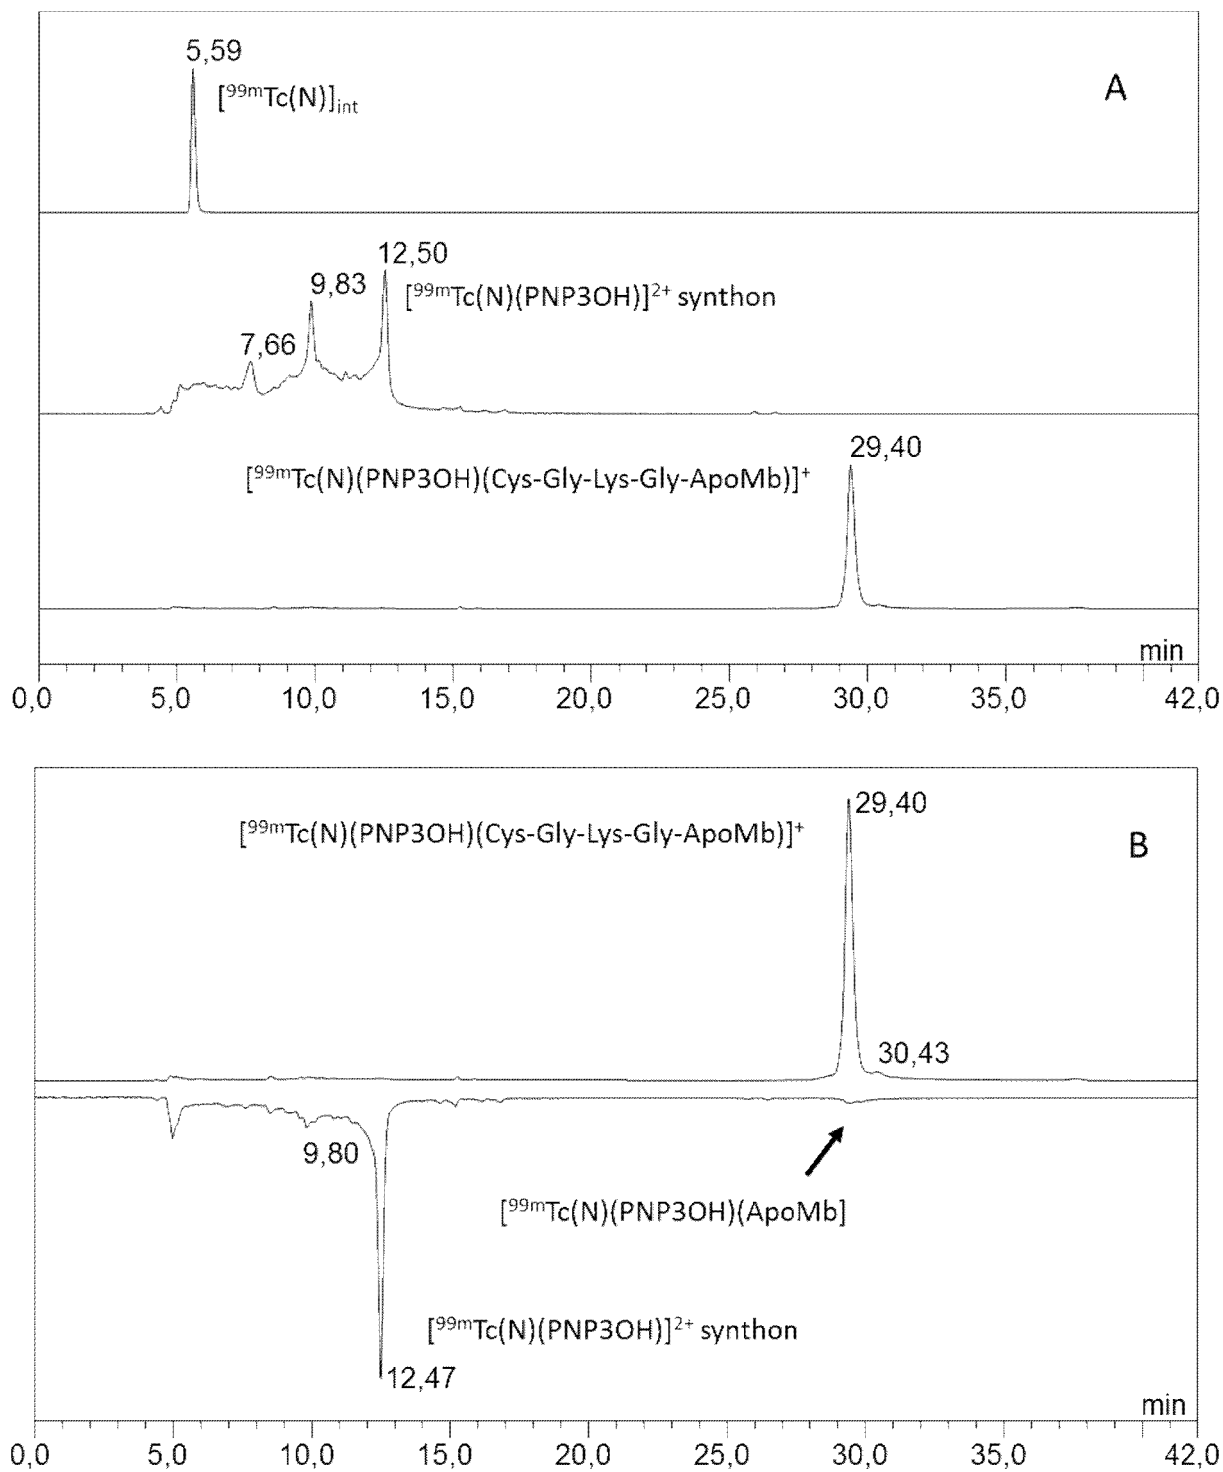 5,59
[⁹⁹ᵐTc(N)]int
A
12,50
9,83
[⁹⁹ᵐTc(N)(PNP3OH)]²⁺ synthon
7,66
29,40
[⁹⁹ᵐTc(N)(PNP3OH)(Cys-Gly-Lys-Gly-ApoMb)]⁺
min
0,0 5,0 10,0 15,0 20,0 25,0 30,0 35,0 42,0
29,40
[⁹⁹ᵐTc(N)(PNP3OH)(Cys-Gly-Lys-Gly-ApoMb)]⁺
B
30,43
9,80
[⁹⁹ᵐTc(N)(PNP3OH)(ApoMb]
[⁹⁹ᵐTc(N)(PNP3OH)]²⁺ synthon
12,47
min
0,0 5,0 10,0 15,0 20,0 25,0 30,0 35,0 42,0